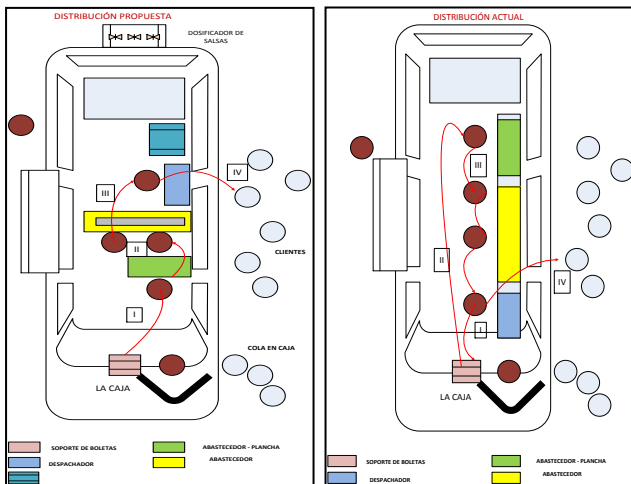 DISTRIBUCIÓN PROPUESTA
DOSIFICADOR DE
SALSAS
IV
III
II
CLIENTES
I
COLA EN CAJA
LA CAJA
SOPORTE DE BOLETAS
ABASTECEDOR - PLANCHA
DESPACHADOR
ABASTECEDOR
DISTRIBUCIÓN ACTUAL
III
II
IV
I
LA CAJA
SOPORTE DE BOLETAS
ABASTECEDOR - PLANCHA
DESPACHADOR
ABASTECEDOR